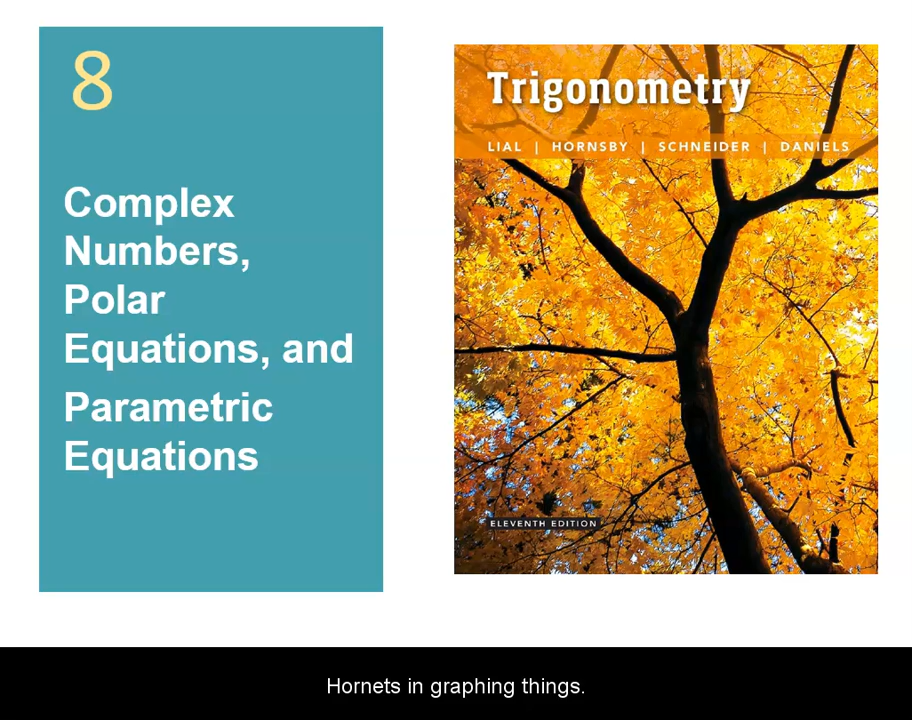 8
Complex
Numbers,
Polar
Equations, and
Parametric
Equations
Trigonometry
LIAL | HORNSBY | SCHNEIDER | DANIELS
ELEVENTH EDITION
Hornets in graphing things.